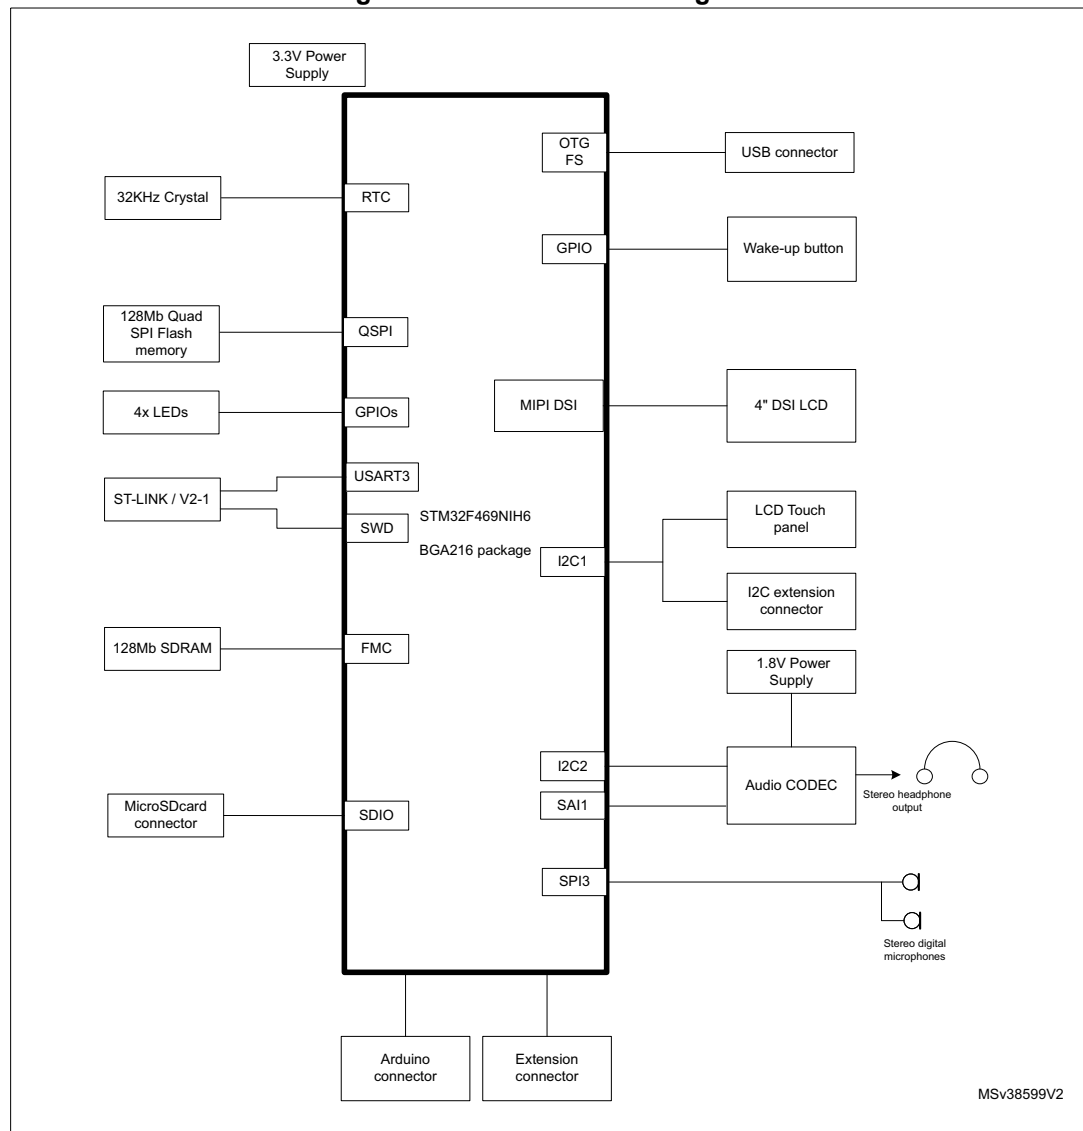 3.3V Power
Supply
OTG
FS
USB connector
32KHz Crystal
RTC
GPIO
Wake-up button
128Mb Quad
SPI Flash
memory
QSPI
MIPI DSI
4" DSI LCD
4x LEDs
GPIOs
USART3
ST-LINK / V2-1
SWD
STM32F469NIH6
BGA216 package
LCD Touch
panel
I2C1
I2C extension
connector
128Mb SDRAM
FMC
1.8V Power
Supply
I2C2
Audio CODEC
SAI1
Stereo headphone
output
MicroSDcard
connector
SDIO
SPI3
Stereo digital
microphones
Arduino
connector
Extension
connector
MSv38599V2